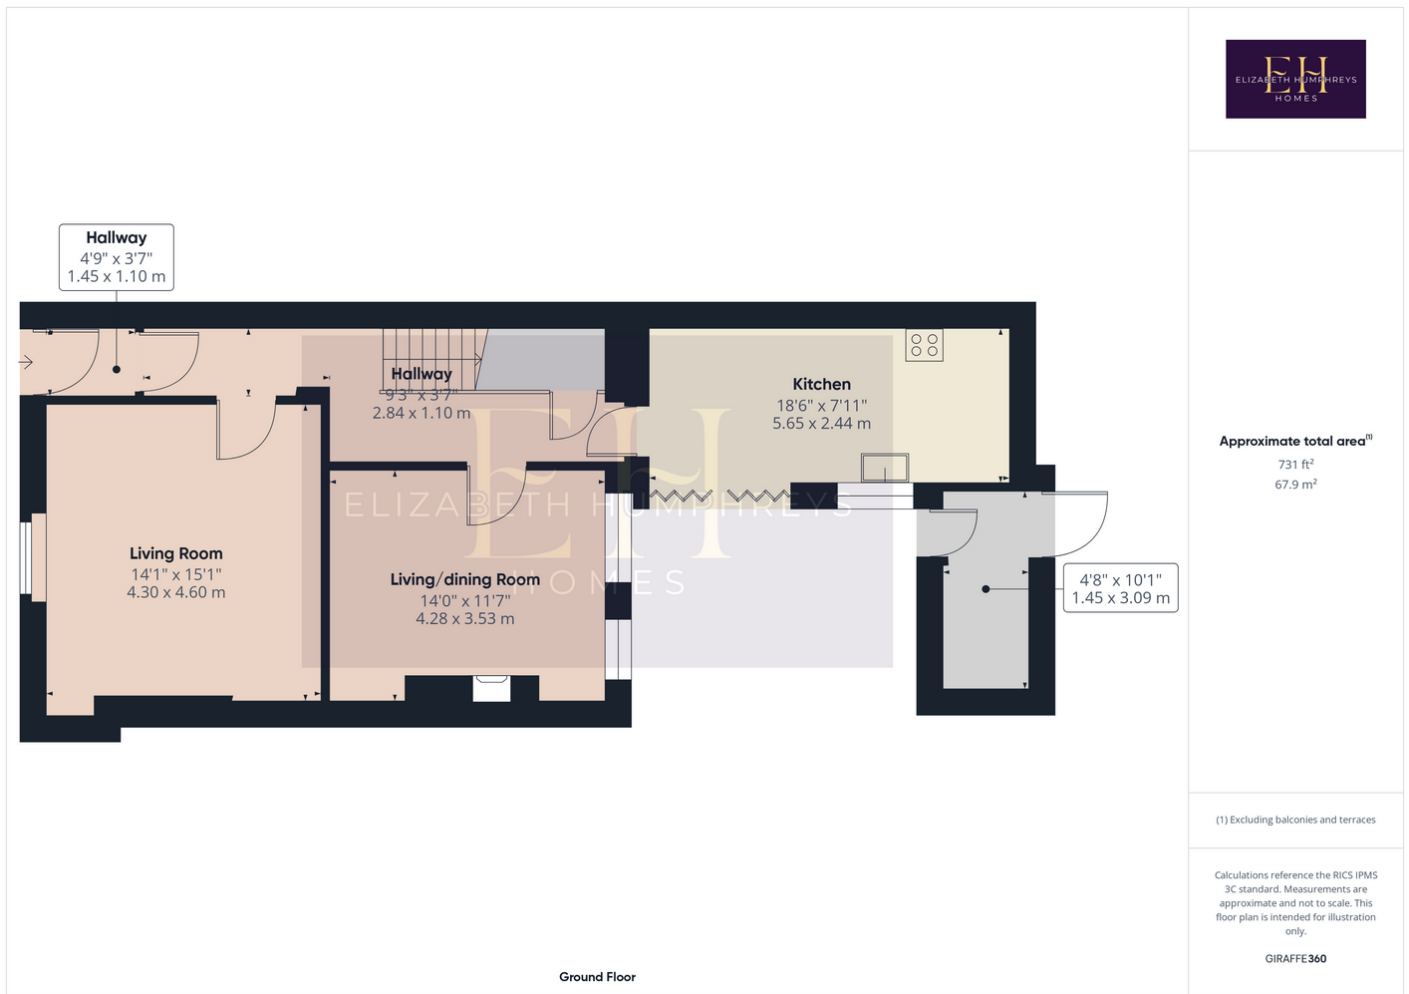 Hallway
4'9" x 3'7"
1.45 x 1.10 m
Hallway
9'3" x 3'7"
2.84 x 1.10 m
Kitchen
18'6" x 7'11"
5.65 x 2.44 m
Living Room
14'1" x 15'1"
4.30 x 4.60 m
Living/dining Room
14'0" x 11'7"
4.28 x 3.53 m
4'8" x 10'1"
1.45 x 3.09 m
EH
ELIZABETH HUMPHREYS
HOMES
Ground Floor
EH
ELIZABETH HUMPHREYS
HOMES
Approximate total area(1)
731 ft²
67.9 m²
(1) Excluding balconies and terraces
Calculations reference the RICS IPMS
3C standard. Measurements are
approximate and not to scale. This
floor plan is intended for illustration
only.
GIRAFFE360